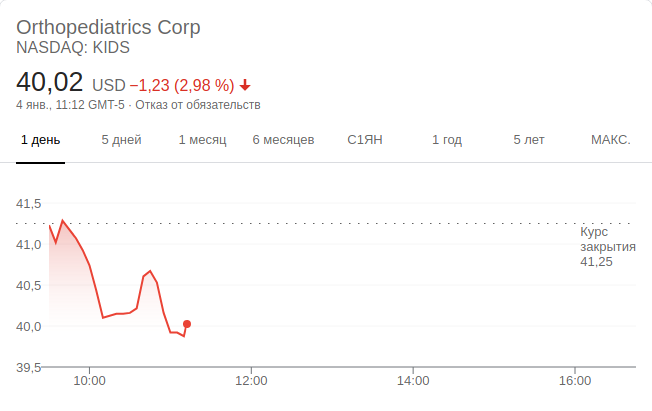 Orthopediatrics Corp
NASDAQ: KIDS
40,02 USD −1,23 (2,98 %)
4 янв., 11:12 GMT-5 · Отказ от обязательств
1 день 5 дней 1 месяц 6 месяцев С1ЯН 1 год 5 лет МАКС.
41,5
Курс
закрытия
41,25
41,0
40,5
40,0
39,5
10:00 12:00 14:00 16:00